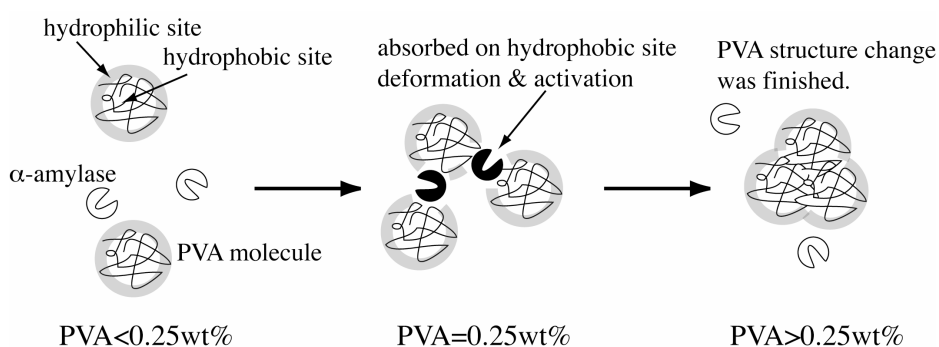 hydrophilic site
hydrophobic site
α-amylase
PVA molecule
PVA<0.25wt%
absorbed on hydrophobic site
deformation & activation
PVA=0.25wt%
PVA structure change
was finished.
PVA>0.25wt%